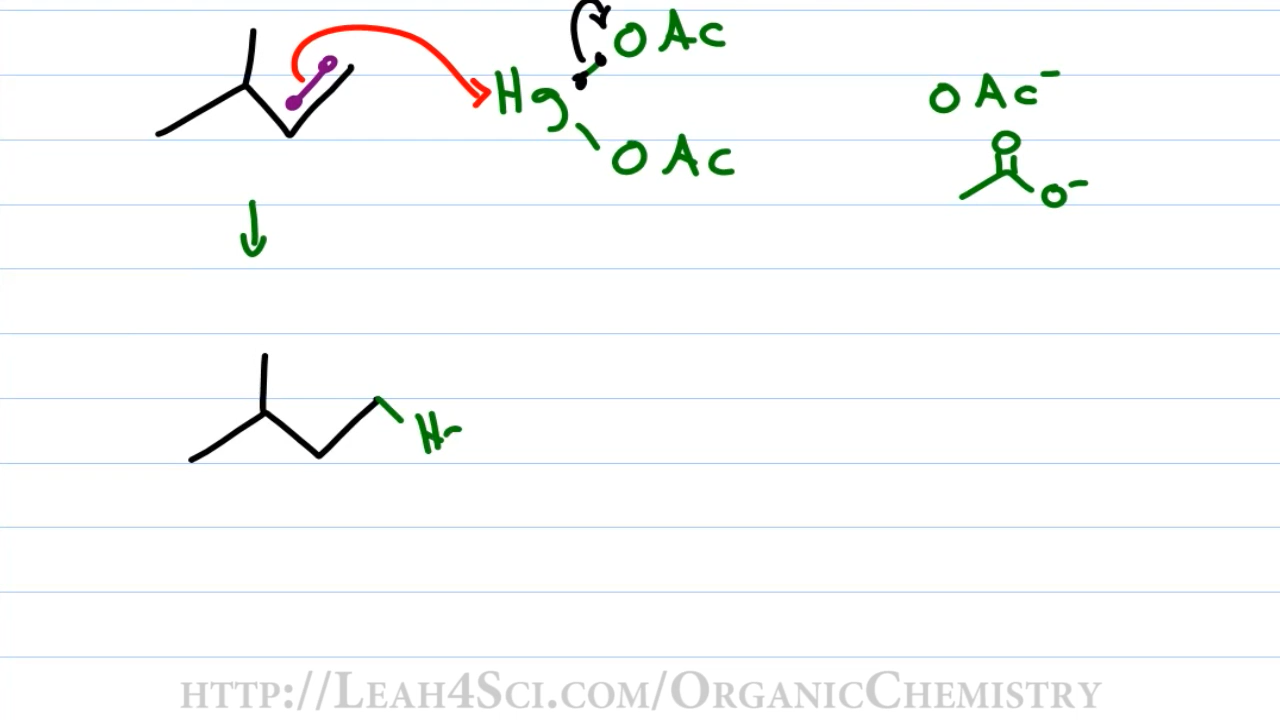 OAc
Hg
OAc⁻
OAc
O
O⁻
H
HTTP://LEAH4SCI.COM/ORGANICCHEMISTRY